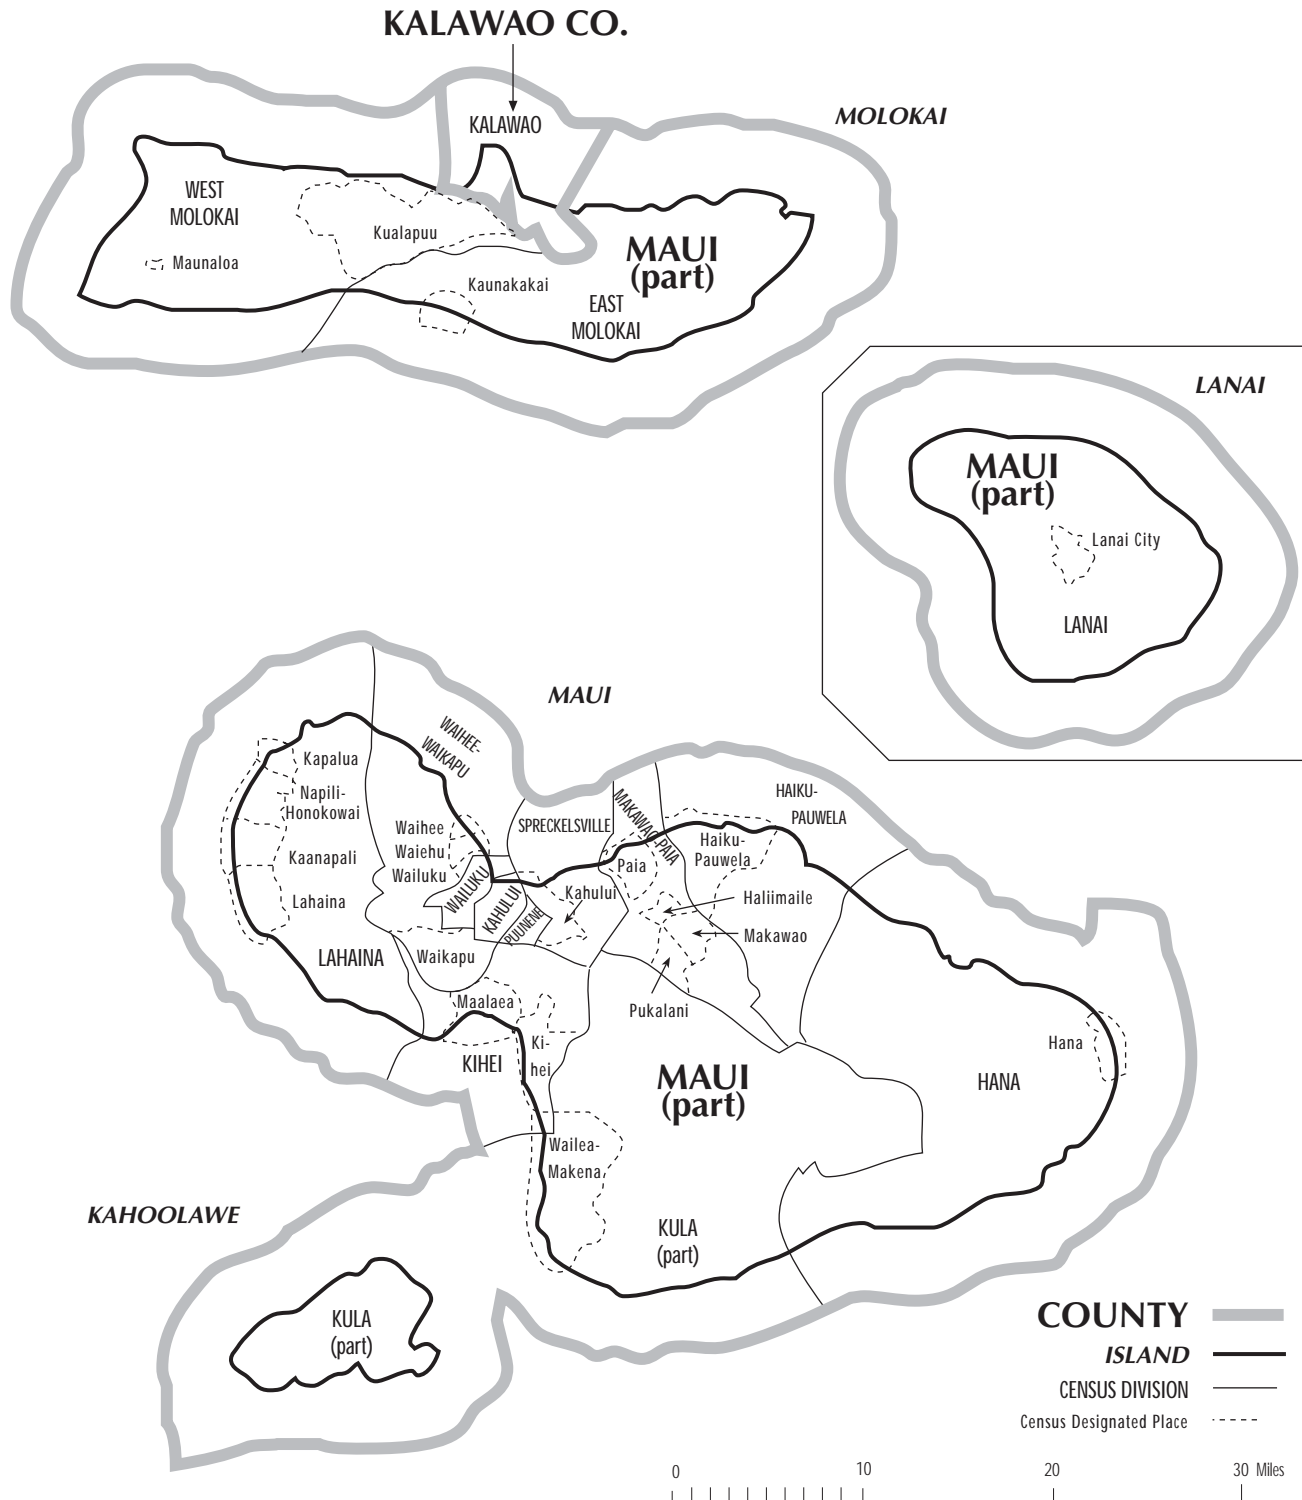 KALAWAO CO.
MOLOKAI
KALAWAO
WEST
MOLOKAI
Kualapuu
Maunaloa
MAUI
(part)
Kaunakakai
EAST
MOLOKAI
LANAI
MAUI
(part)
Lanai City
LANAI
MAUI
WAIHEE-
WAIKAPU
Kapalua
Napili-
Honokowai
Kaanapali
Lahaina
LAHAINA
Waihee
Waiehu
Wailuku
WAILUKU
KAHULUI
PUUNENE
SPRECKELSVILLE
MAKAWAO-PAIA
HAIKU-
PAUWELA
Haiku-
Pauwela
Paia
Kahului
Haliimaile
Makawao
Pukalani
Waikapu
Maalaea
KIHEI
Ki-
hei
MAUI
(part)
Hana
HANA
Wailea-
Makena
KULA
(part)
KAHOOLAWE
KULA
(part)
COUNTY
ISLAND
CENSUS DIVISION
Census Designated Place
0 10 20 30 Miles